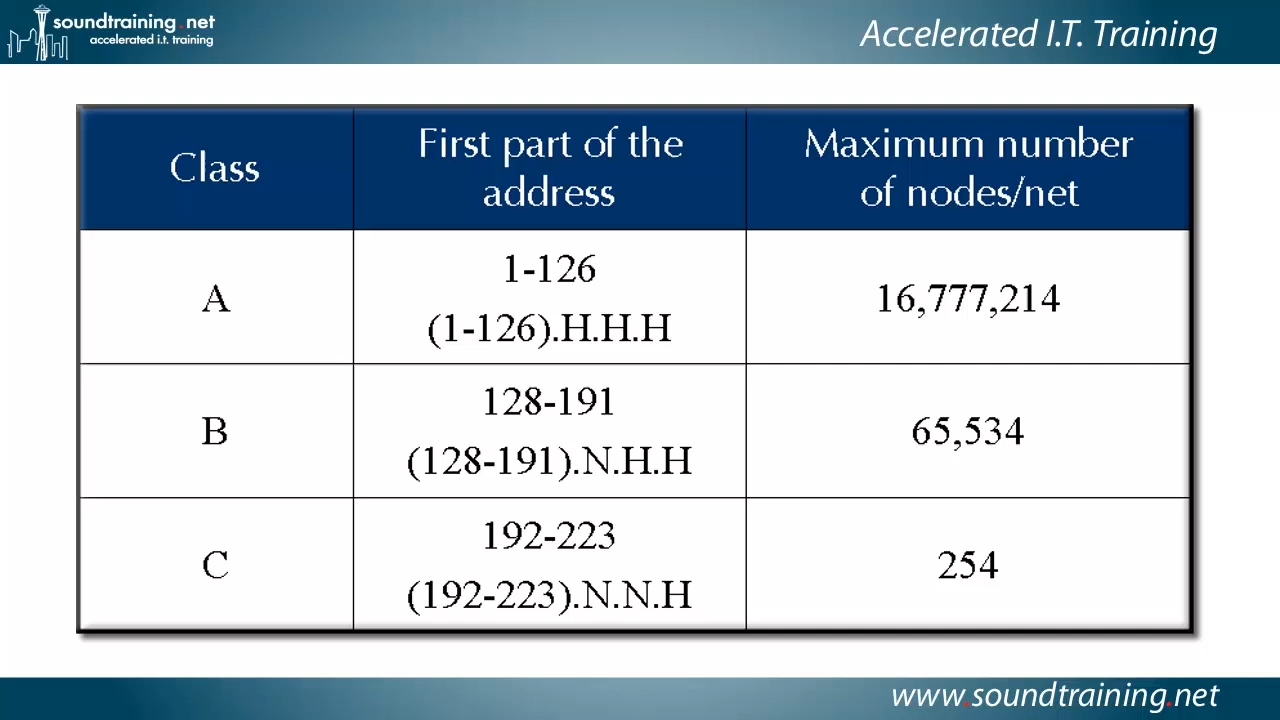 soundtraining.net
accelerated i.t. training
Accelerated I.T. Training
Class
First part of the
address
Maximum number
of nodes/net
A
1-126
(1-126).H.H.H
16,777,214
B
128-191
(128-191).N.H.H
65,534
C
192-223
(192-223).N.N.H
254
www.soundtraining.net